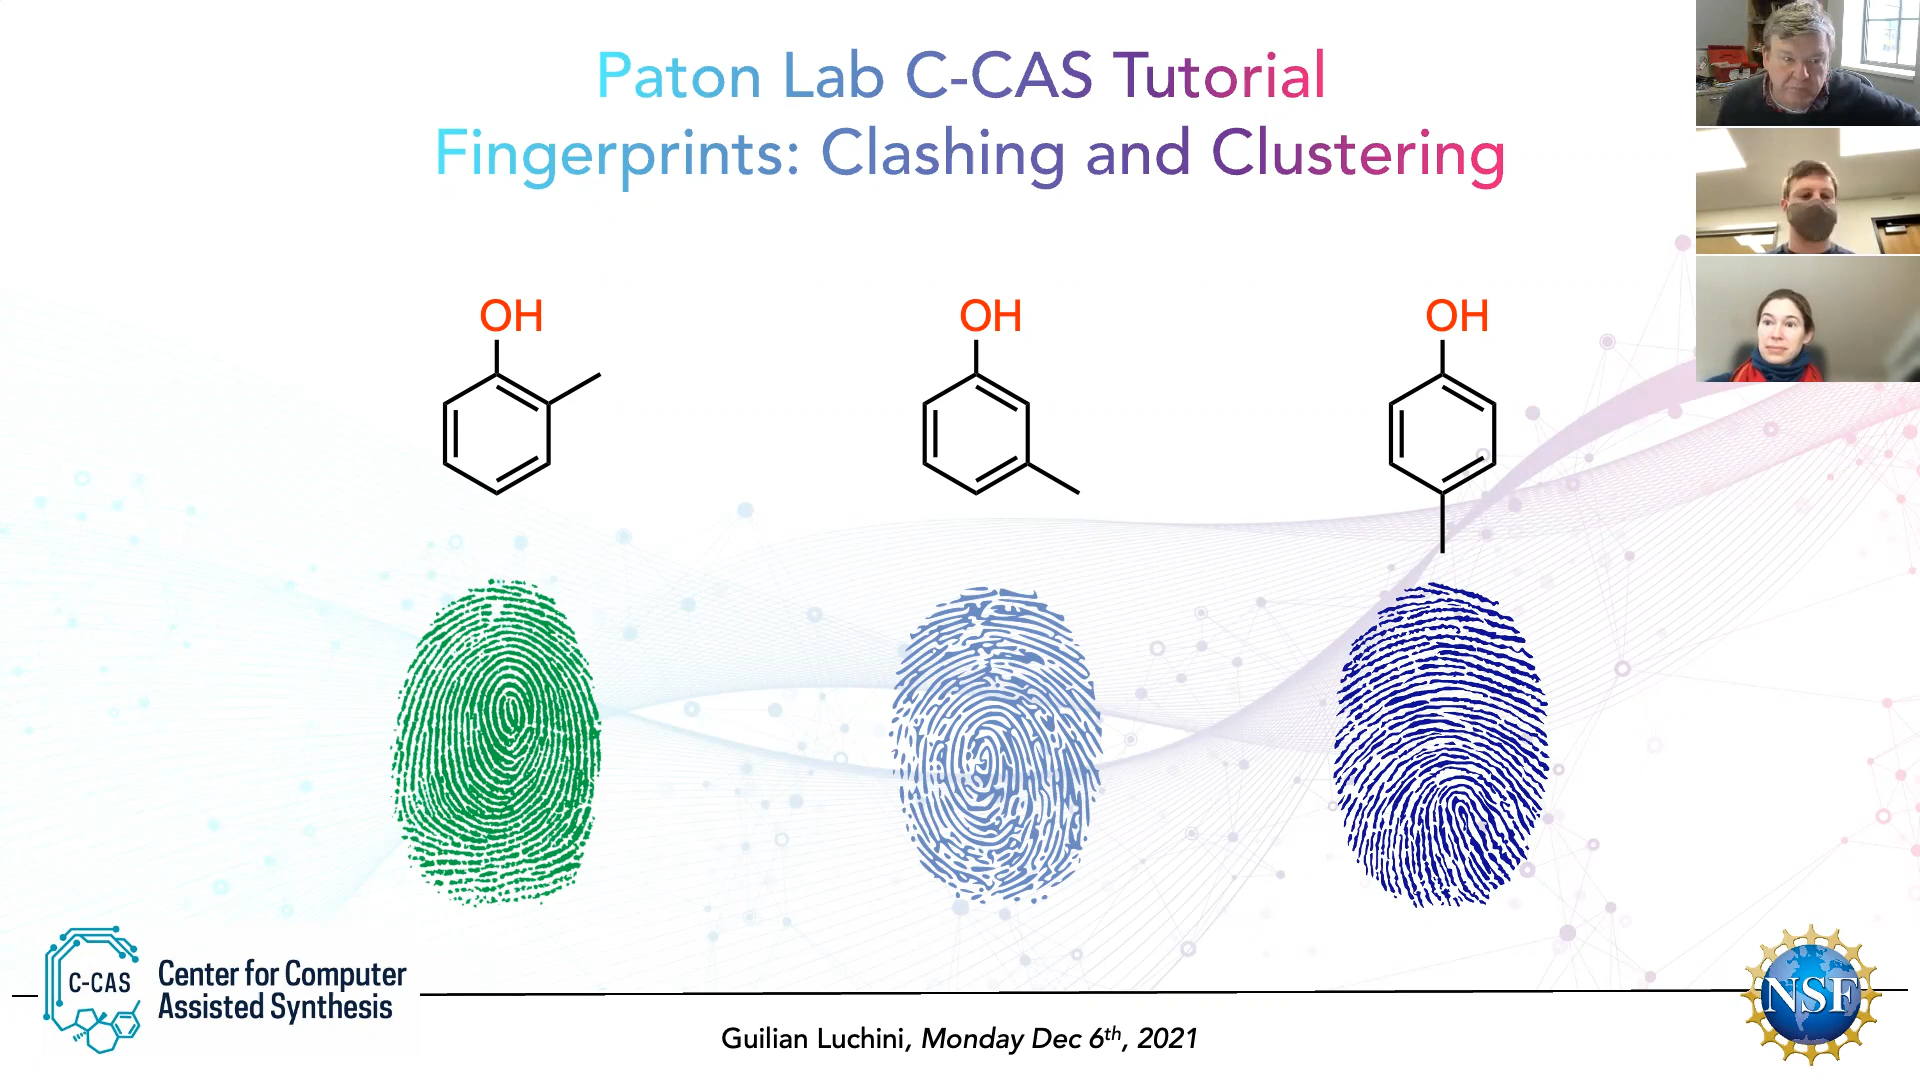 Paton Lab C-CAS Tutorial
Fingerprints: Clashing and Clustering
OH
OH
OH
C-CAS
Center for Computer
Assisted Synthesis
Guilian Luchini, Monday Dec 6th, 2021
NSF